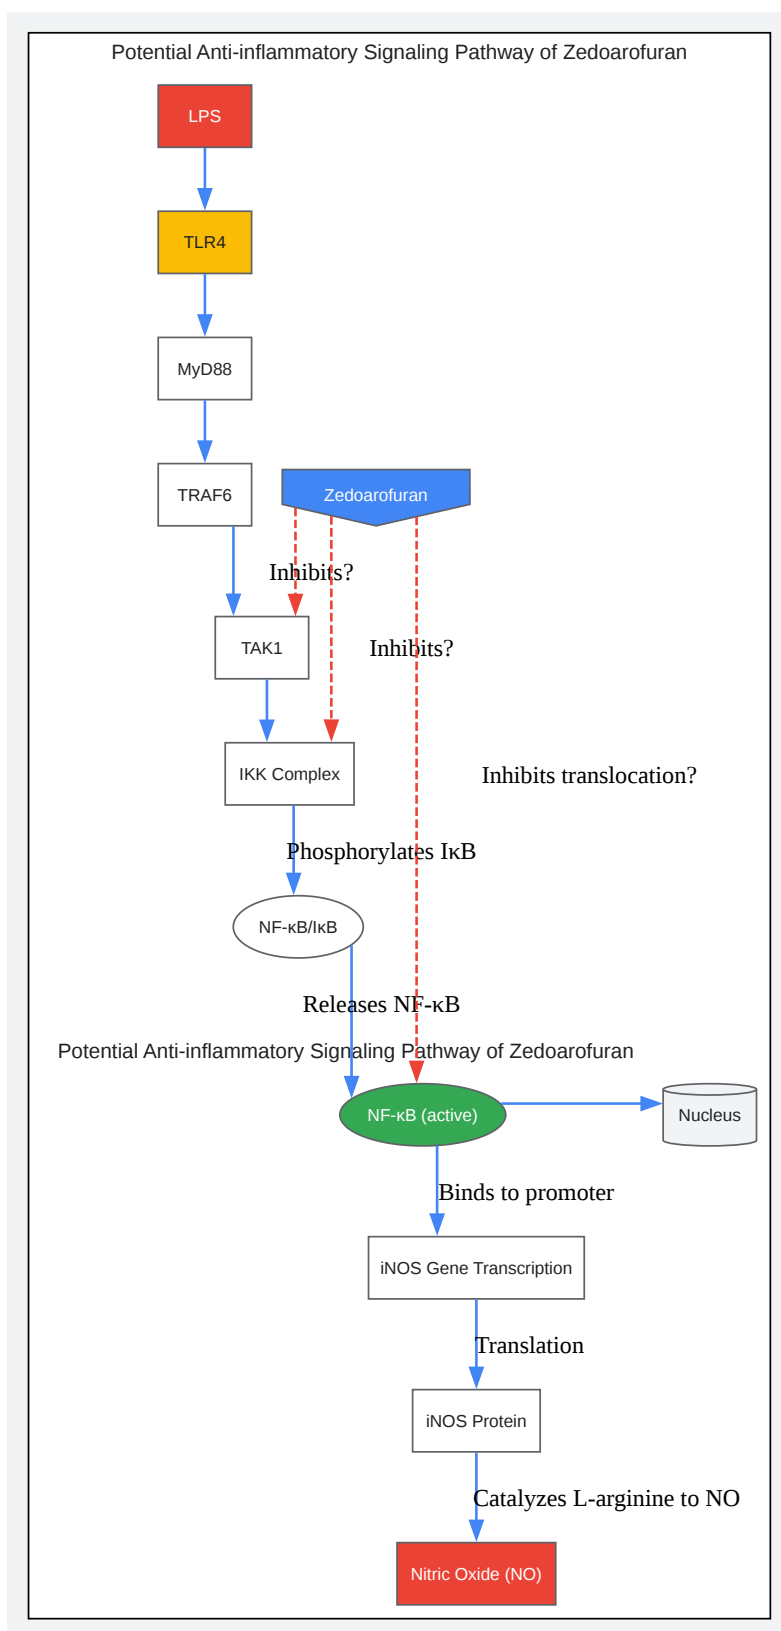 Potential Anti-inflammatory Signaling Pathway of Zedoarofuran
LPS
TLR4
MyD88
TRAF6
Zedoarofuran
Inhibits?
TAK1
Inhibits?
IKK Complex
Inhibits translocation?
Phosphorylates IκB
NF-κB/IκB
Releases NF-κB
Potential Anti-inflammatory Signaling Pathway of Zedoarofuran
NF-κB (active)
Nucleus
Binds to promoter
iNOS Gene Transcription
Translation
iNOS Protein
Catalyzes L-arginine to NO
Nitric Oxide (NO)